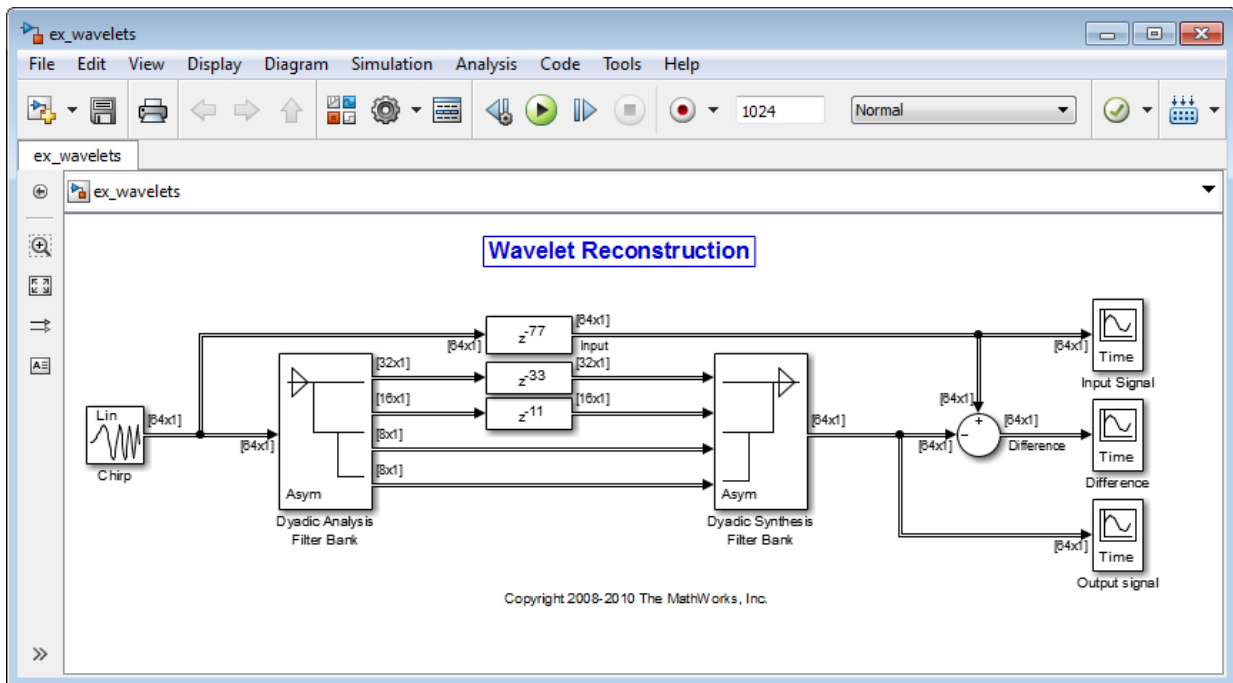 ex_wavelets
File Edit View Display Diagram Simulation Analysis Code Tools Help
1024 Normal
ex_wavelets
ex_wavelets
Wavelet Reconstruction
[64x1]
z-77
[64x1]
Input
[64x1]
Time
Input Signal
[32x1]
z-33
[32x1]
[16x1]
z-11
[16x1]
Lin
[64x1]
Chirp
[64x1]
[8x1]
[8x1]
Asym
Dyadic Analysis
Filter Bank
Asym
Dyadic Synthesis
Filter Bank
[64x1]
[64x1]
+
−
[64x1]
[64x1]
Difference
Time
Difference
[64x1]
Time
Output signal
Copyright 2008-2010 The MathWorks, Inc.